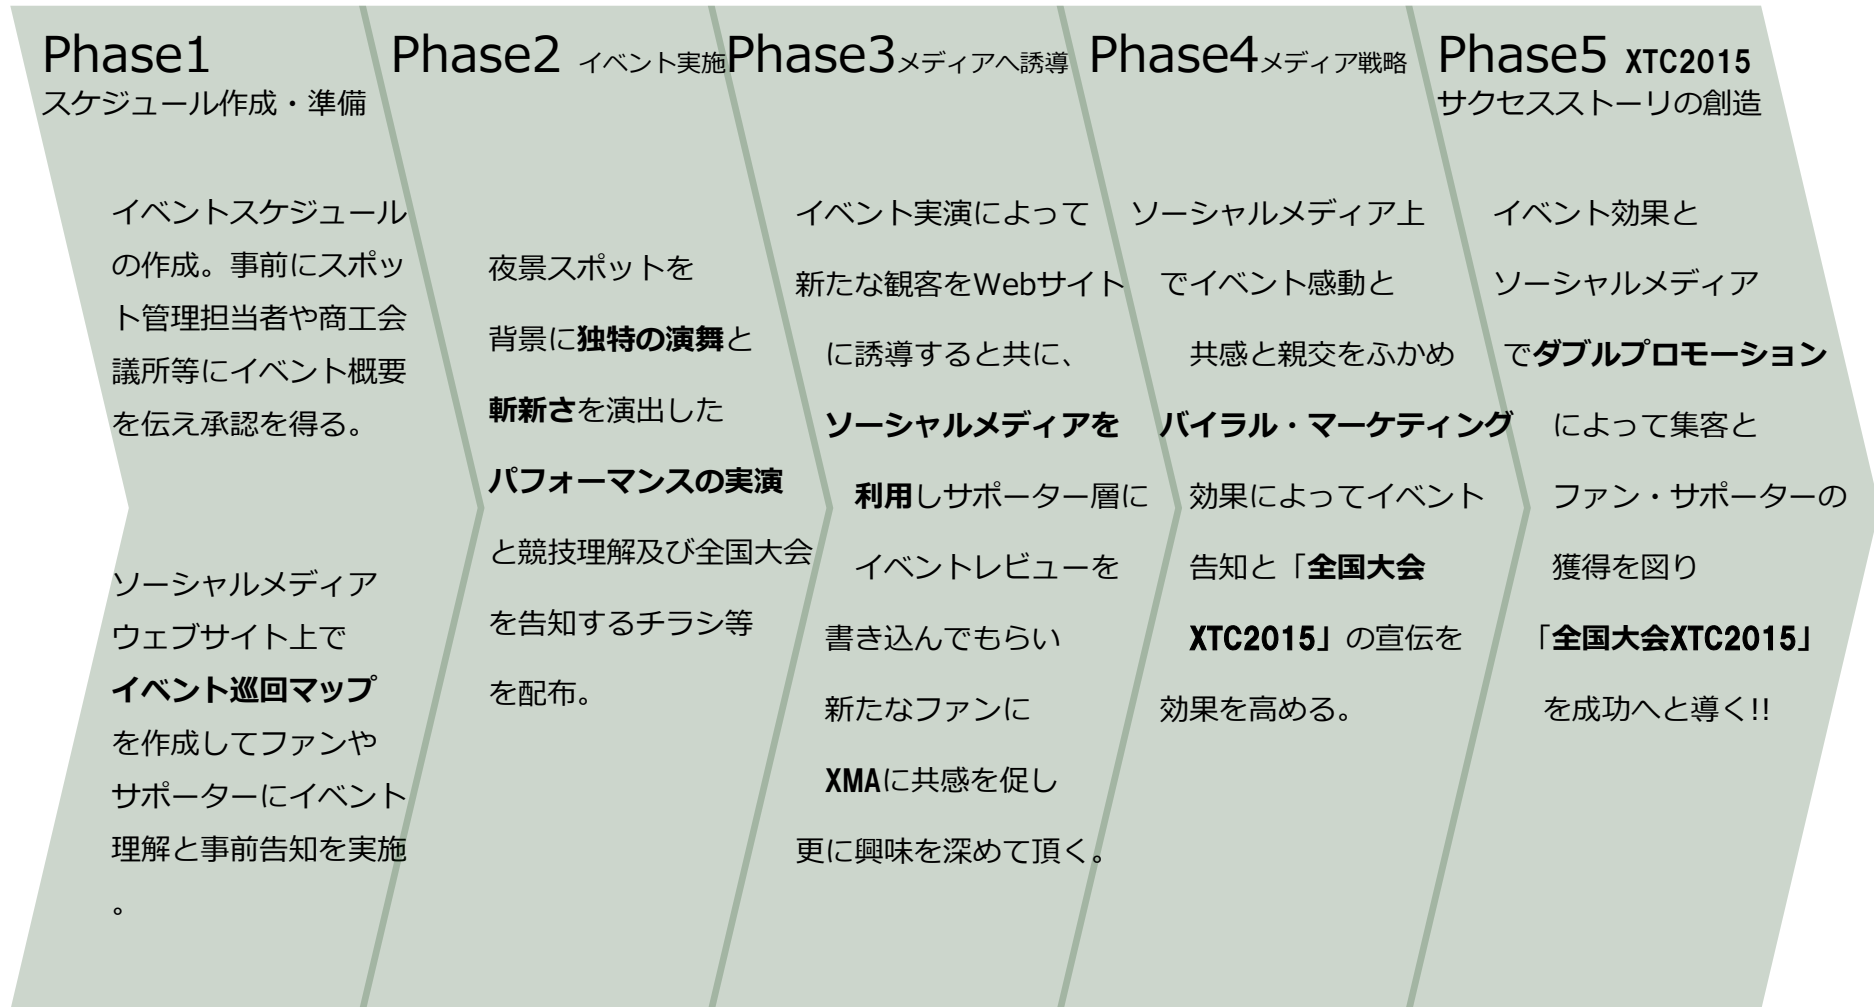 Phase1
スケジュール作成・準備
イベントスケジュール
の作成。事前にスポッ
ト管理担当者や商工会
議所等にイベント概要
を伝え承認を得る。
ソーシャルメディア
ウェブサイト上で
イベント巡回マップ
を作成してファンや
サポーターにイベント
理解と事前告知を実施
。
Phase2 イベント実施
夜景スポットを
背景に独特の演舞と
斬新さを演出した
パフォーマンスの実演
と競技理解及び全国大会
を告知するチラシ等
を配布。
Phase3メディアへ誘導
イベント実演によって
新たな観客をWebサイト
に誘導すると共に、
ソーシャルメディアを
利用しサポーター層に
イベントレビューを
書き込んでもらい
新たなファンに
XMAに共感を促し
更に興味を深めて頂く。
Phase4メディア戦略
ソーシャルメディア上
でイベント感動と
共感と親交をふかめ
バイラル・マーケティング
効果によってイベント
告知と「全国大会
XTC2015」の宣伝を
効果を高める。
Phase5 XTC2015
サクセスストーリの創造
イベント効果と
ソーシャルメディア
でダブルプロモーション
によって集客と
ファン・サポーターの
獲得を図り
「全国大会XTC2015」
を成功へと導く!!